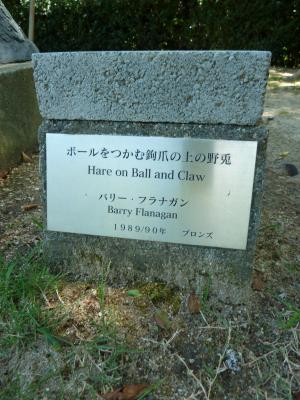 ボールをつかむ鉤爪の上の野兎
Hare on Ball and Claw
バリー・フラナガン
Barry Flanagan
1989/90年 ブロンズ